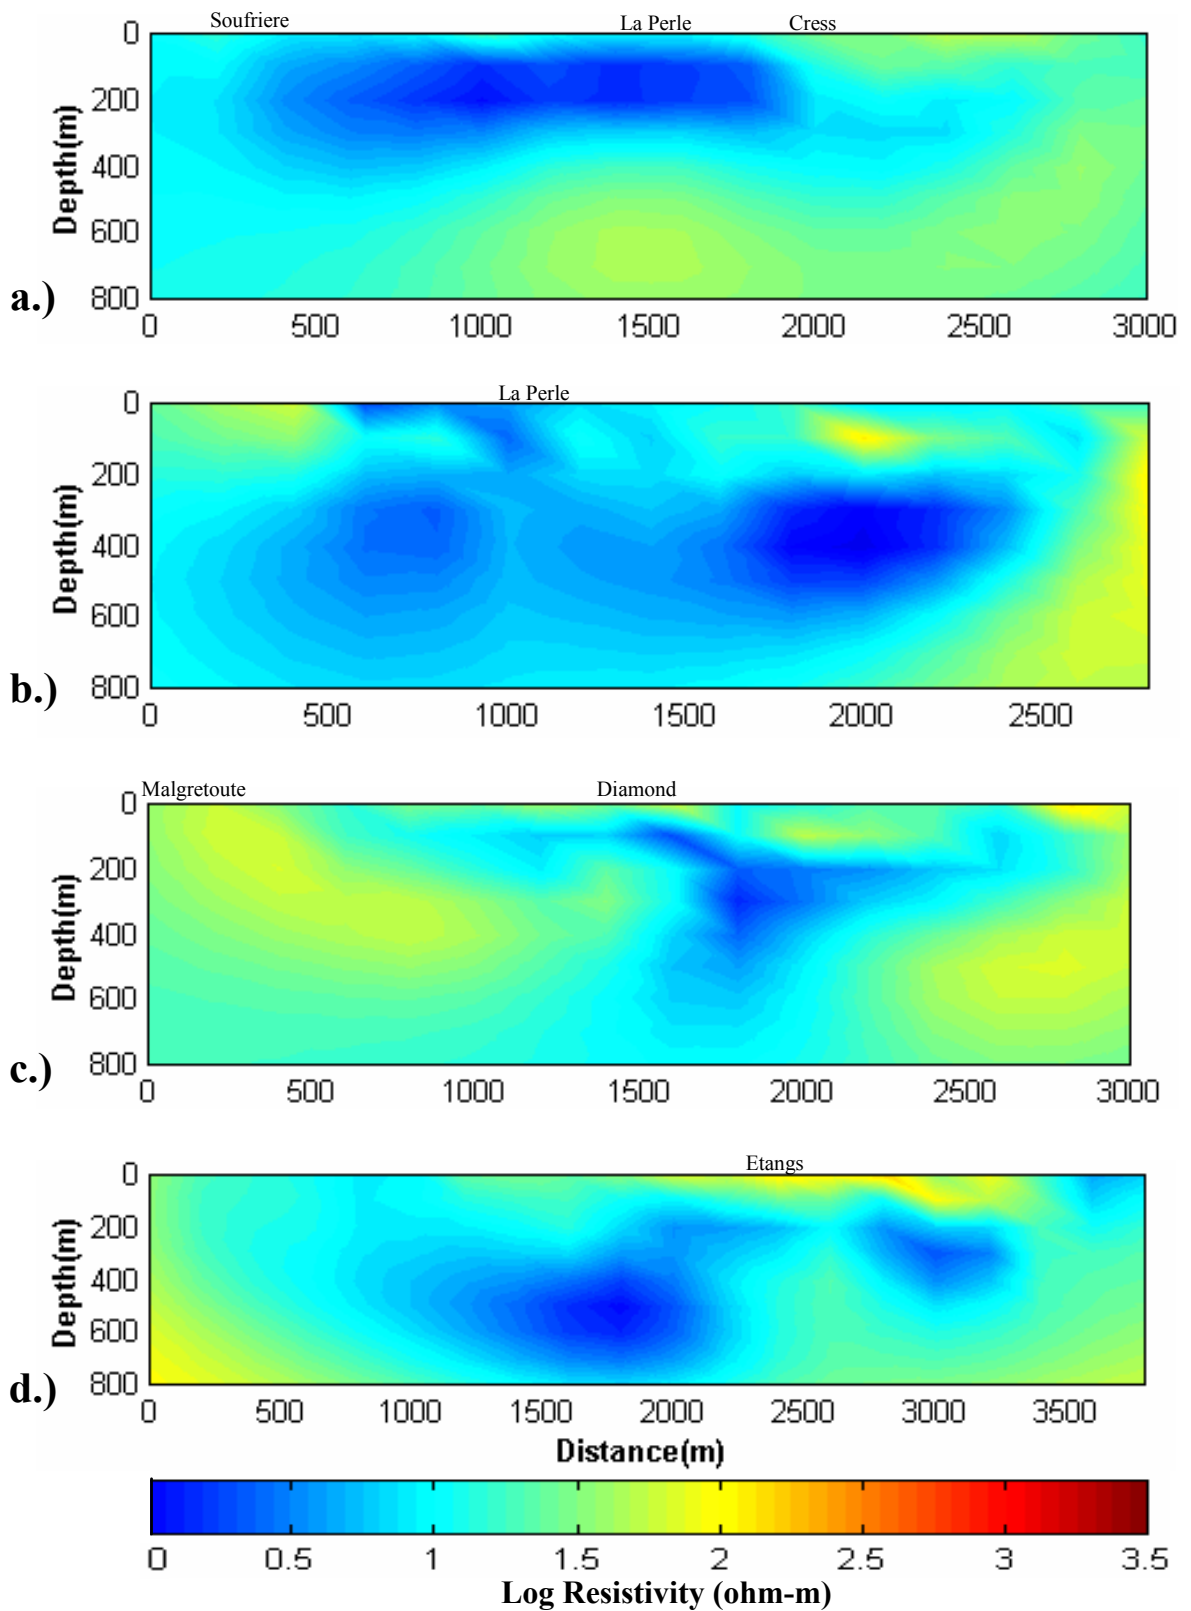 Soufriere La Perle Cress
0
200
400
600
800
Depth(m)
a.)
0 500 1000 1500 2000 2500 3000
La Perle
0
200
400
600
800
Depth(m)
b.)
0 500 1000 1500 2000 2500
Malgretoute Diamond
0
200
400
600
800
Depth(m)
c.)
0 500 1000 1500 2000 2500 3000
Etangs
0
200
400
600
800
Depth(m)
d.)
0 500 1000 1500 2000 2500 3000 3500
Distance(m)
0 0.5 1 1.5 2 2.5 3 3.5
Log Resistivity (ohm-m)